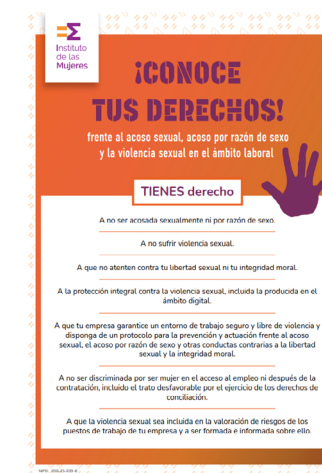 Instituto
de las
Mujeres
¡CONOCE
TUS DERECHOS!
frente al acoso sexual, acoso por razón de sexo
y la violencia sexual en el ámbito laboral
TIENES derecho
A no ser acosada sexualmente ni por razón de sexo.
A no sufrir violencia sexual.
A que no atenten contra tu libertad sexual ni tu integridad moral.
A la protección integral contra la violencia sexual, incluida la producida en el
ámbito digital.
A que tu empresa garantice un entorno de trabajo seguro y libre de violencia y
disponga de un protocolo para la prevención y actuación frente al acoso
sexual, el acoso por razón de sexo y otras conductas contrarias a la libertad
sexual y la integridad moral.
A no ser discriminada por ser mujer en el acceso al empleo ni después de la
contratación, incluido el trato desfavorable por el ejercicio de los derechos de
conciliación.
A que la violencia sexual sea incluida en la valoración de riesgos de los
puestos de trabajo de tu empresa y a ser formada e informada sobre ello.